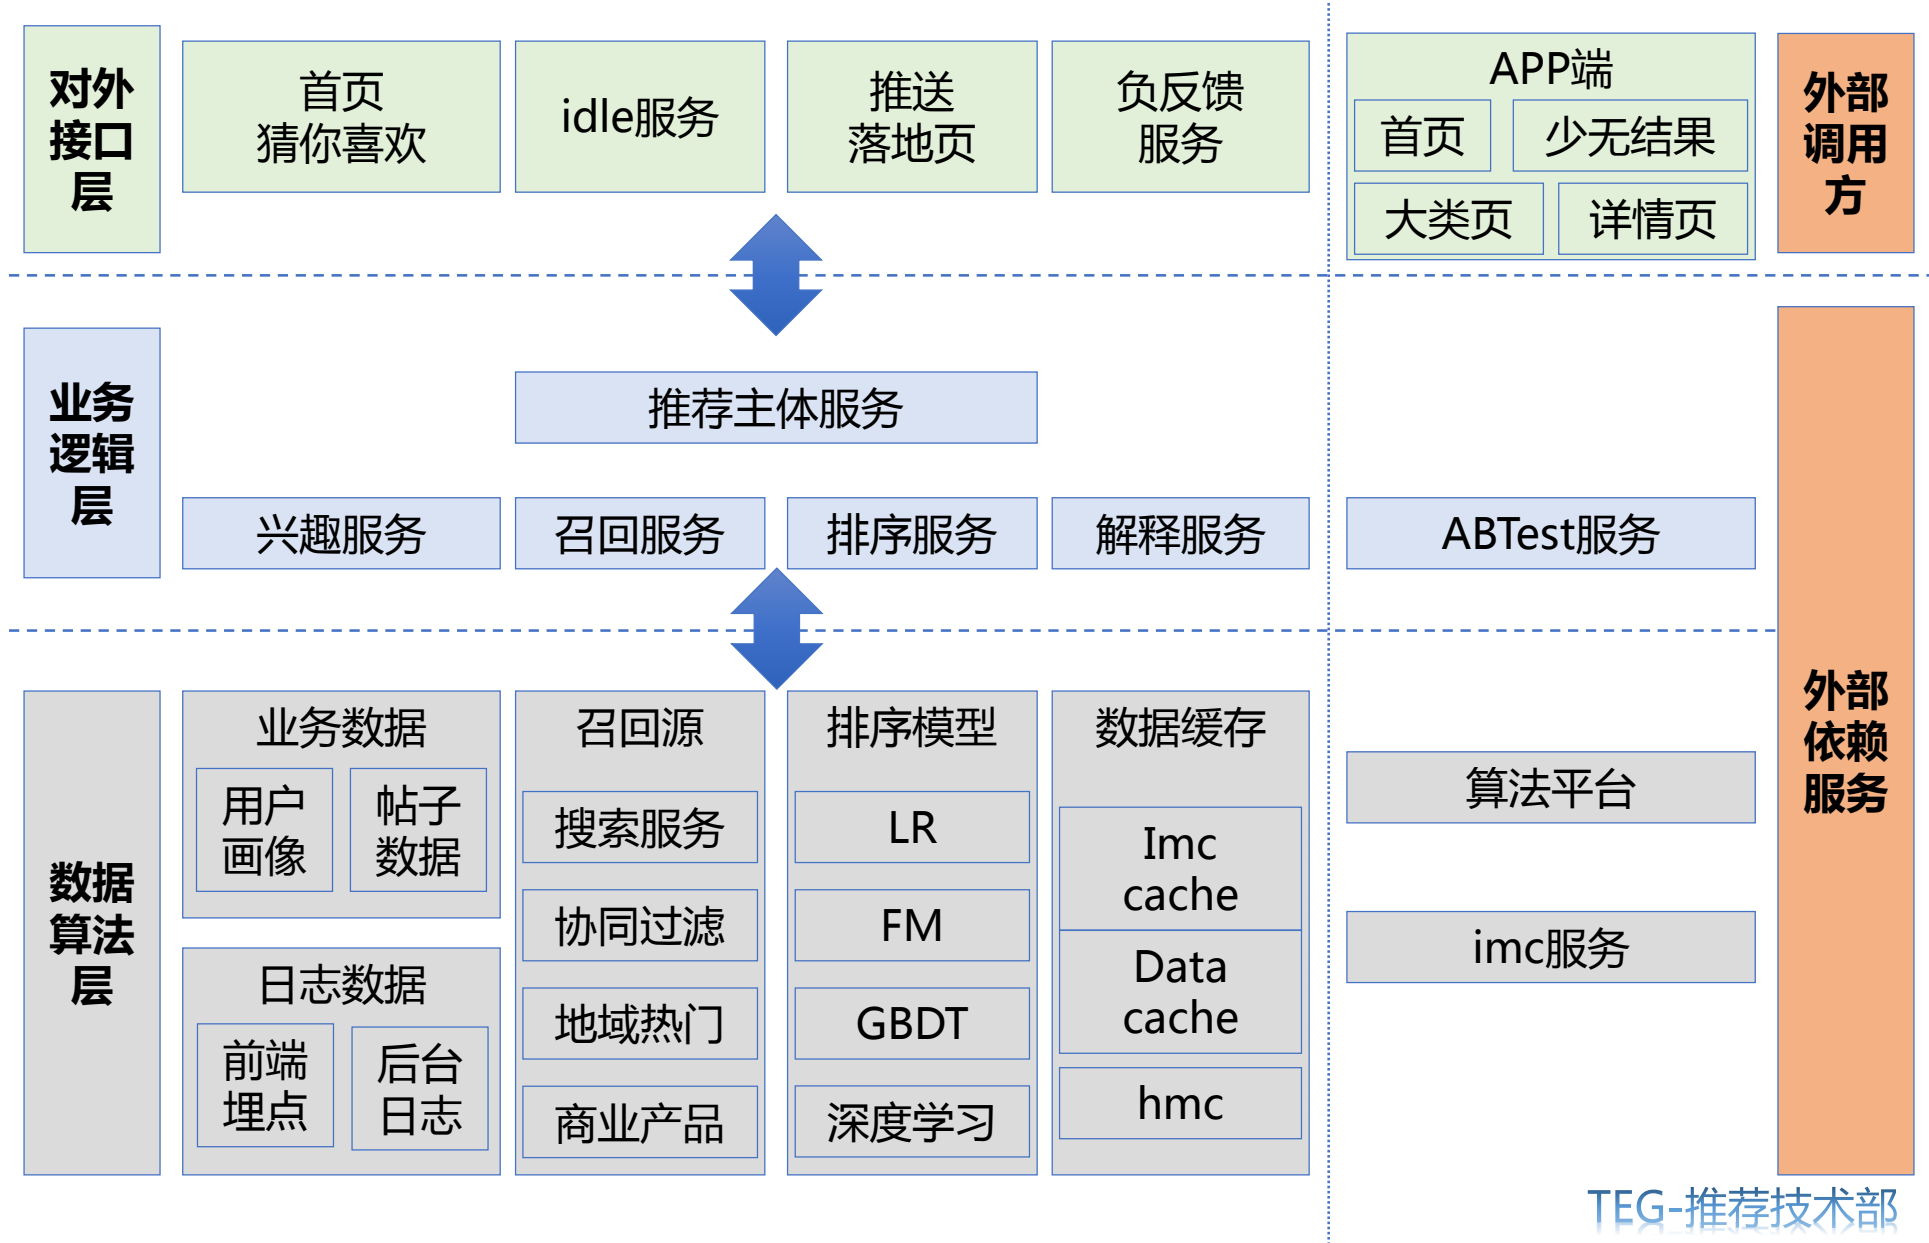 对外
接口
层
首页
猜你喜欢
idle服务
推送
落地页
负反馈
服务
APP端
首页
少无结果
大类页
详情页
外部
调用
方
业务
逻辑
层
推荐主体服务
兴趣服务
召回服务
排序服务
解释服务
ABTest服务
外部
依赖
服务
数据
算法
层
业务数据
用户
画像
帖子
数据
日志数据
前端
埋点
后台
日志
召回源
搜索服务
协同过滤
地域热门
商业产品
排序模型
LR
FM
GBDT
深度学习
数据缓存
Imc
cache
Data
cache
hmc
算法平台
imc服务
TEG-推荐技术部